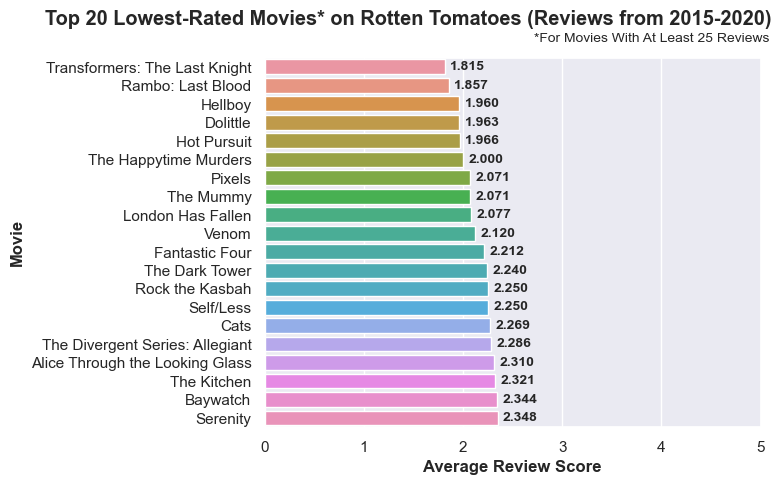 Top 20 Lowest-Rated Movies* on Rotten Tomatoes (Reviews from 2015-2020)
*For Movies With At Least 25 Reviews
Movie
Transformers: The Last Knight 1.815
Rambo: Last Blood 1.857
Hellboy 1.960
Dolittle 1.963
Hot Pursuit 1.966
The Happytime Murders 2.000
Pixels 2.071
The Mummy 2.071
London Has Fallen 2.077
Venom 2.120
Fantastic Four 2.212
The Dark Tower 2.240
Rock the Kasbah 2.250
Self/Less 2.250
Cats 2.269
The Divergent Series: Allegiant 2.286
Alice Through the Looking Glass 2.310
The Kitchen 2.321
Baywatch 2.344
Serenity 2.348
0 1 2 3 4 5
Average Review Score